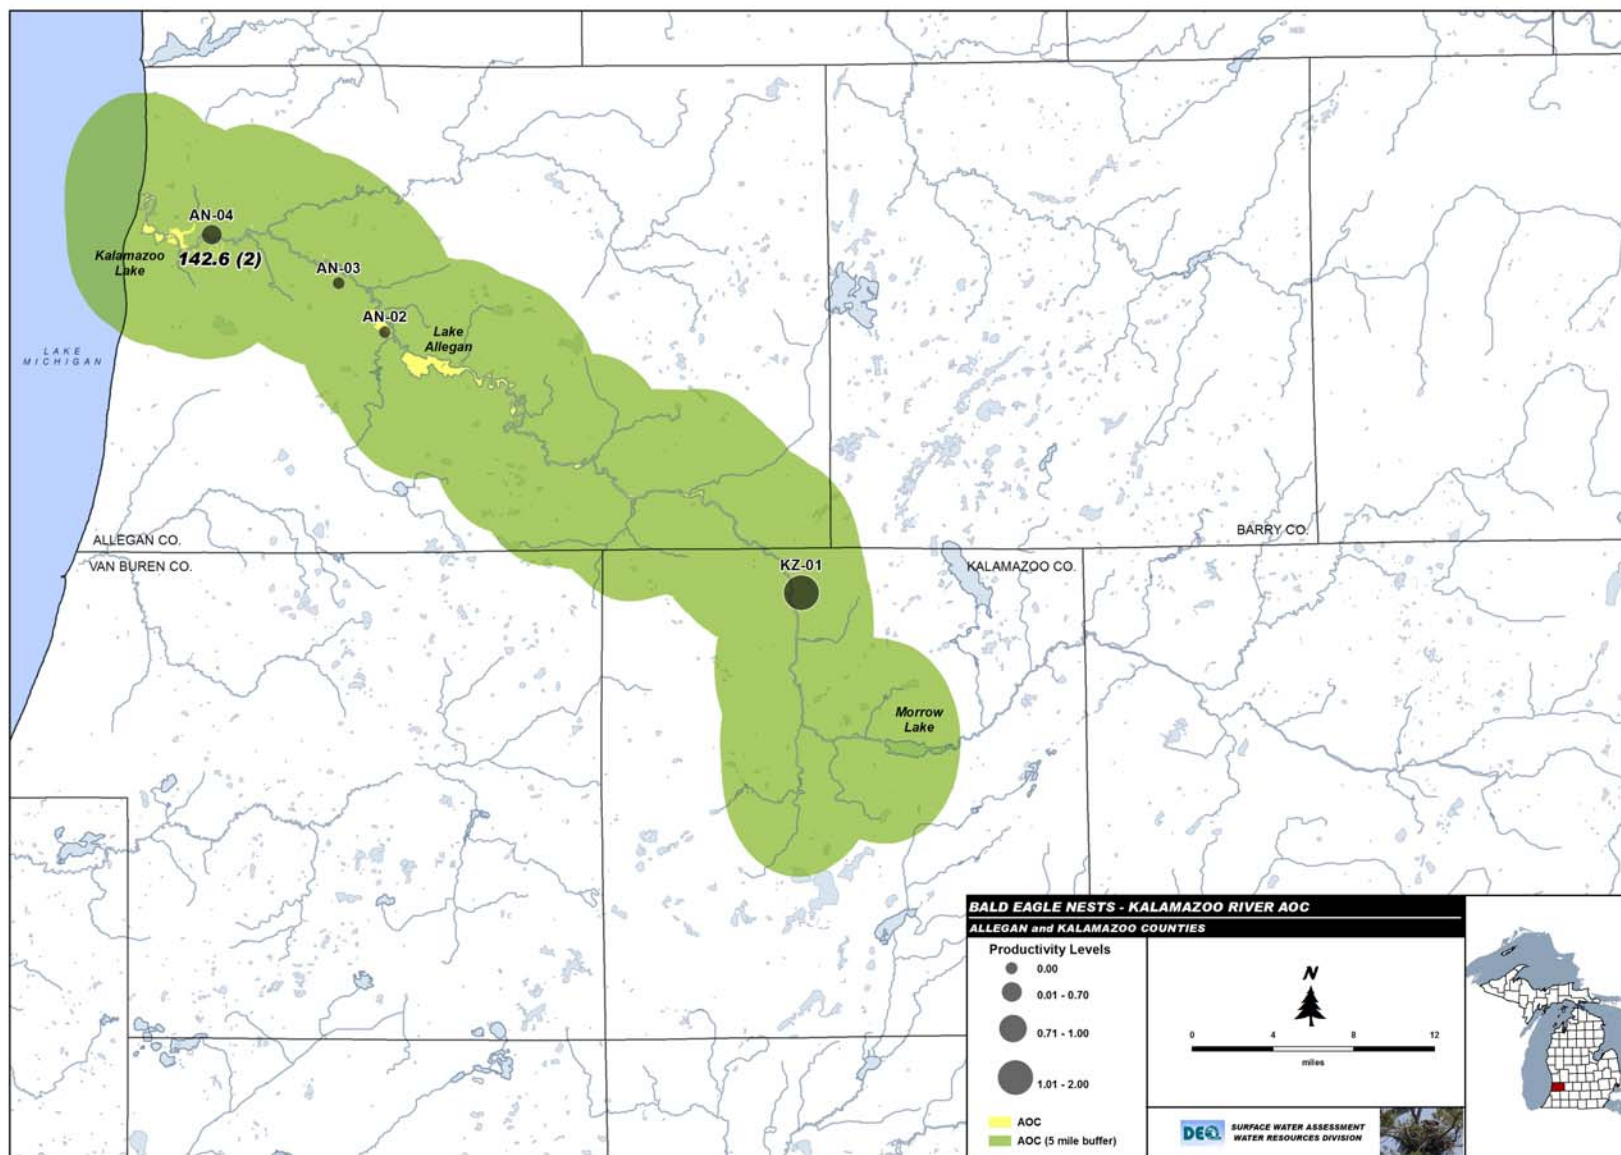 AN-04
142.6 (2)
Kalamazoo
Lake
AN-03
AN-02
Lake
Allegan
LAKE
MICHIGAN
ALLEGAN CO.
VAN BUREN CO.
BARRY CO.
KALAMAZOO CO.
KZ-01
Morrow
Lake
BALD EAGLE NESTS - KALAMAZOO RIVER AOC
ALLEGAN and KALAMAZOO COUNTIES
Productivity Levels
0.00
0.01 - 0.70
0.71 - 1.00
1.01 - 2.00
AOC
AOC (5 mile buffer)
N
0 4 8 12
miles
DEQ
SURFACE WATER ASSESSMENT
WATER RESOURCES DIVISION